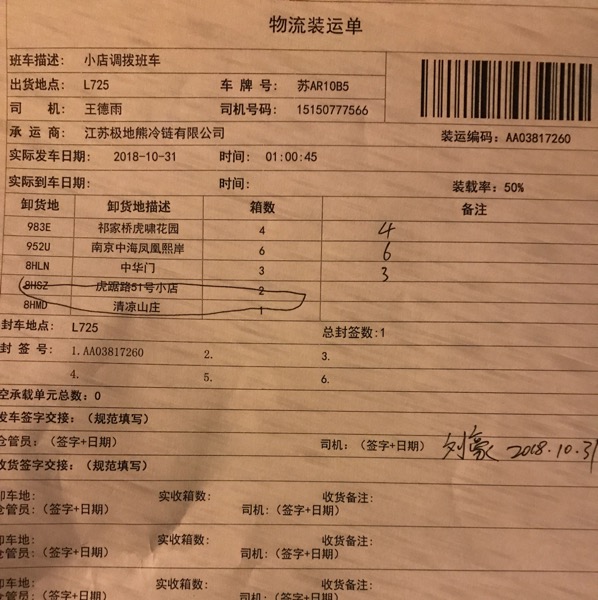 物流装运单
班车描述: 小店调拨班车
出货地点: L725 车 牌 号: 苏AR10B5
司 机: 王德雨 司机号码: 15150777566
承 运 商: 江苏极地熊冷链有限公司 装运编码: AA03817260
实际发车日期: 2018-10-31 时间: 01:00:45
实际到车日期: 时间: 装载率: 50%
卸货地 卸货地描述 箱数 备注
983E 祁家桥虎啸花园 4 4
952U 南京中海凤凰熙岸 6 6
8HLN 中华门 3 3
8HSZ 虎踞路51号小店 2
8HMD 清凉山庄 1
封车地点: L725 总封签数:1
封 签 号: 1.AA03817260 2. 3.
4. 5. 6.
空承载单元总数: 0
发车签字交接: (规范填写)
仓管员: (签字+日期) 司机: (签字+日期) 刘豪 2018.10.31
收货签字交接: (规范填写)
卸车地: 实收箱数: 收货备注:
仓管员: (签字+日期) 司机: (签字+日期)
卸车地: 实收箱数: 收货备注:
仓管员: (签字+日期) 司机: (签字+日期)
卸车地: 实收箱数: 收货备注:
仓管员: (签字+日期) 司机: (签字+日期)